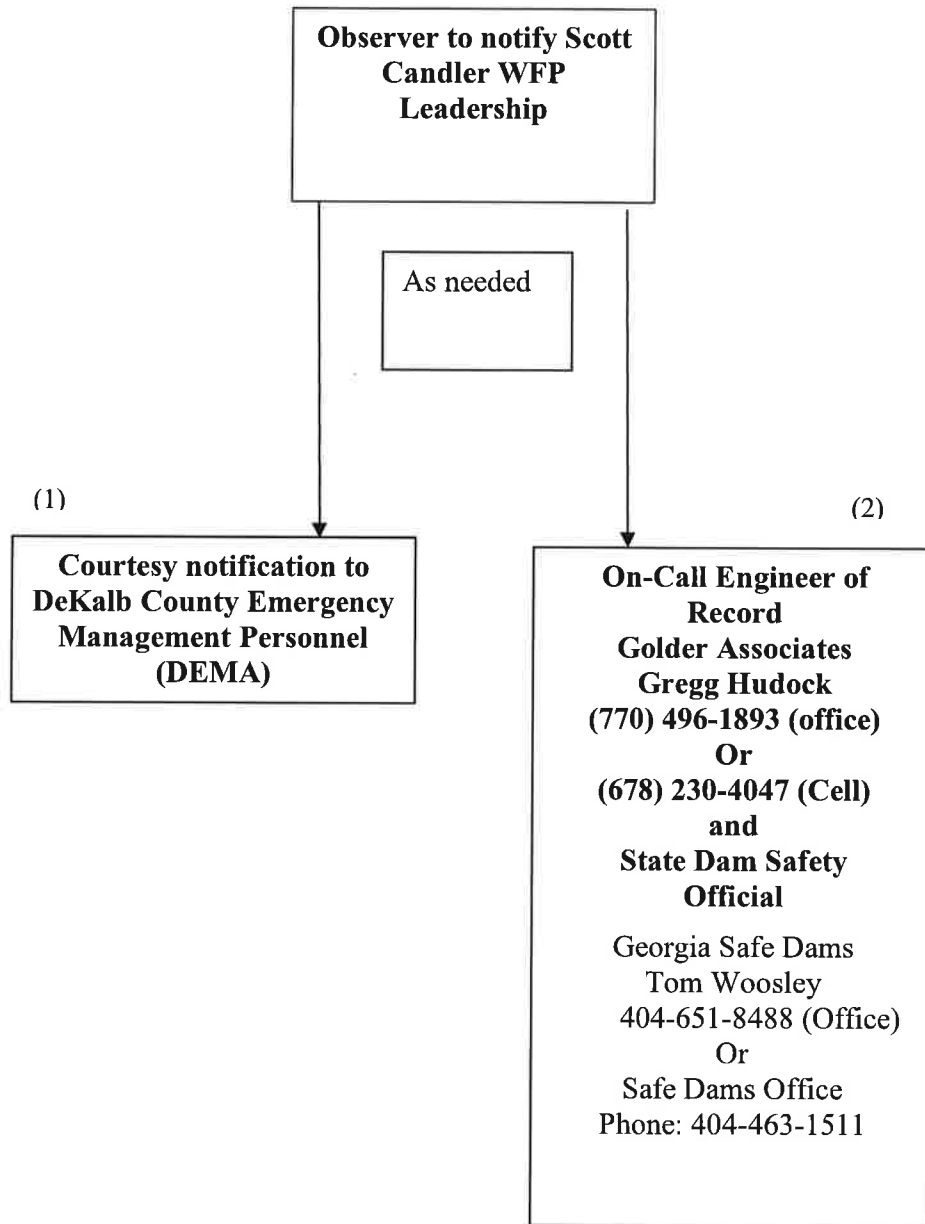 Observer to notify Scott
Candler WFP
Leadership
As needed
(1)
(2)
Courtesy notification to
DeKalb County Emergency
Management Personnel
(DEMA)
On-Call Engineer of
Record
Golder Associates
Gregg Hudock
(770) 496-1893 (office)
Or
(678) 230-4047 (Cell)
and
State Dam Safety
Official
Georgia Safe Dams
Tom Woosley
404-651-8488 (Office)
Or
Safe Dams Office
Phone: 404-463-1511